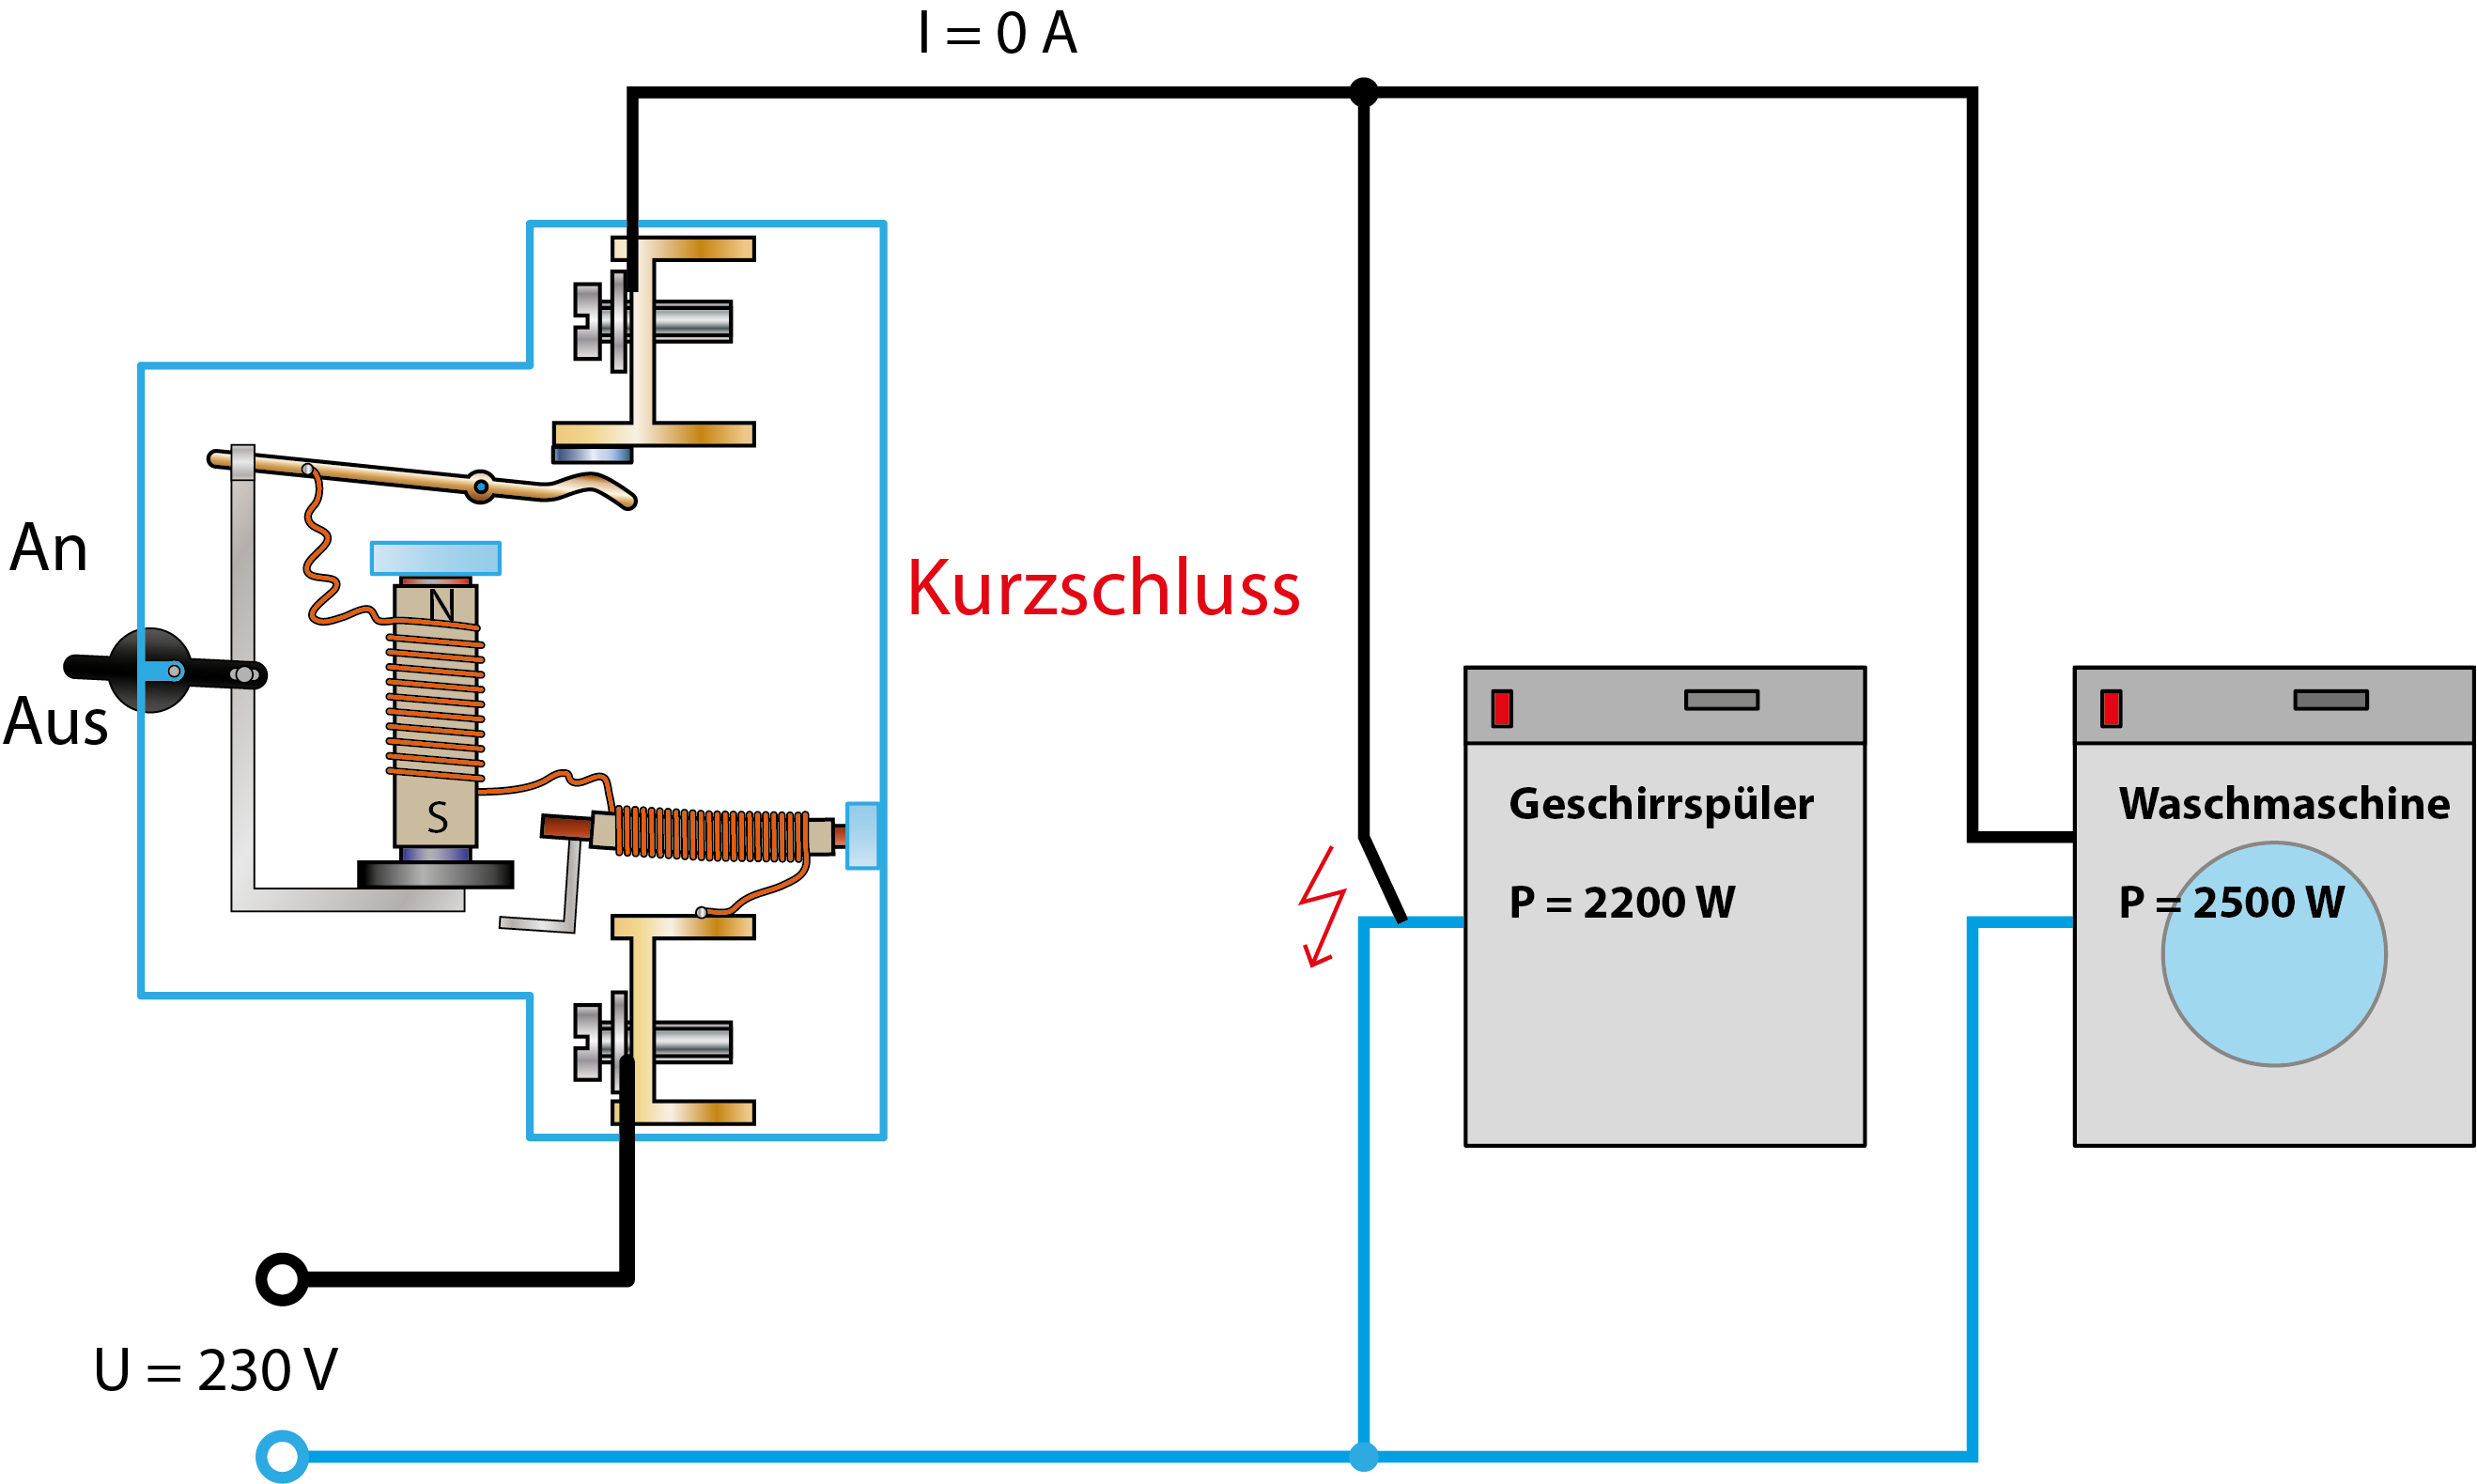 I = 0 A
An
Aus
N
S
Kurzschluss
Geschirrspüler
P = 2200 W
Waschmaschine
P = 2500 W
U = 230 V